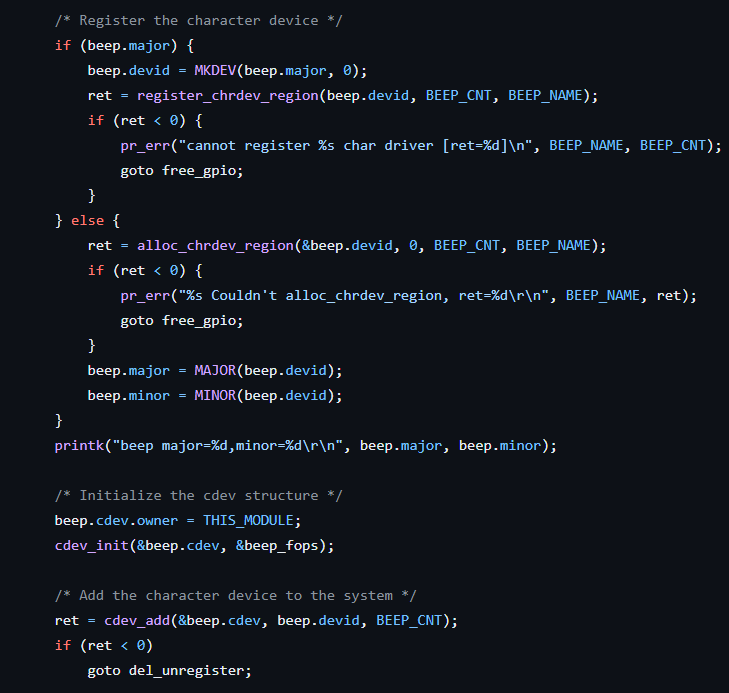 /* Register the character device */
if (beep.major) {
beep.devid = MKDEV(beep.major, 0);
ret = register_chrdev_region(beep.devid, BEEP_CNT, BEEP_NAME);
if (ret < 0) {
pr_err("cannot register %s char driver [ret=%d]\n", BEEP_NAME, BEEP_CNT);
goto free_gpio;
}
} else {
ret = alloc_chrdev_region(&beep.devid, 0, BEEP_CNT, BEEP_NAME);
if (ret < 0) {
pr_err("%s Couldn't alloc_chrdev_region, ret=%d\r\n", BEEP_NAME, ret);
goto free_gpio;
}
beep.major = MAJOR(beep.devid);
beep.minor = MINOR(beep.devid);
}
printk("beep major=%d,minor=%d\r\n", beep.major, beep.minor);
/* Initialize the cdev structure */
beep.cdev.owner = THIS_MODULE;
cdev_init(&beep.cdev, &beep_fops);
/* Add the character device to the system */
ret = cdev_add(&beep.cdev, beep.devid, BEEP_CNT);
if (ret < 0)
goto del_unregister;